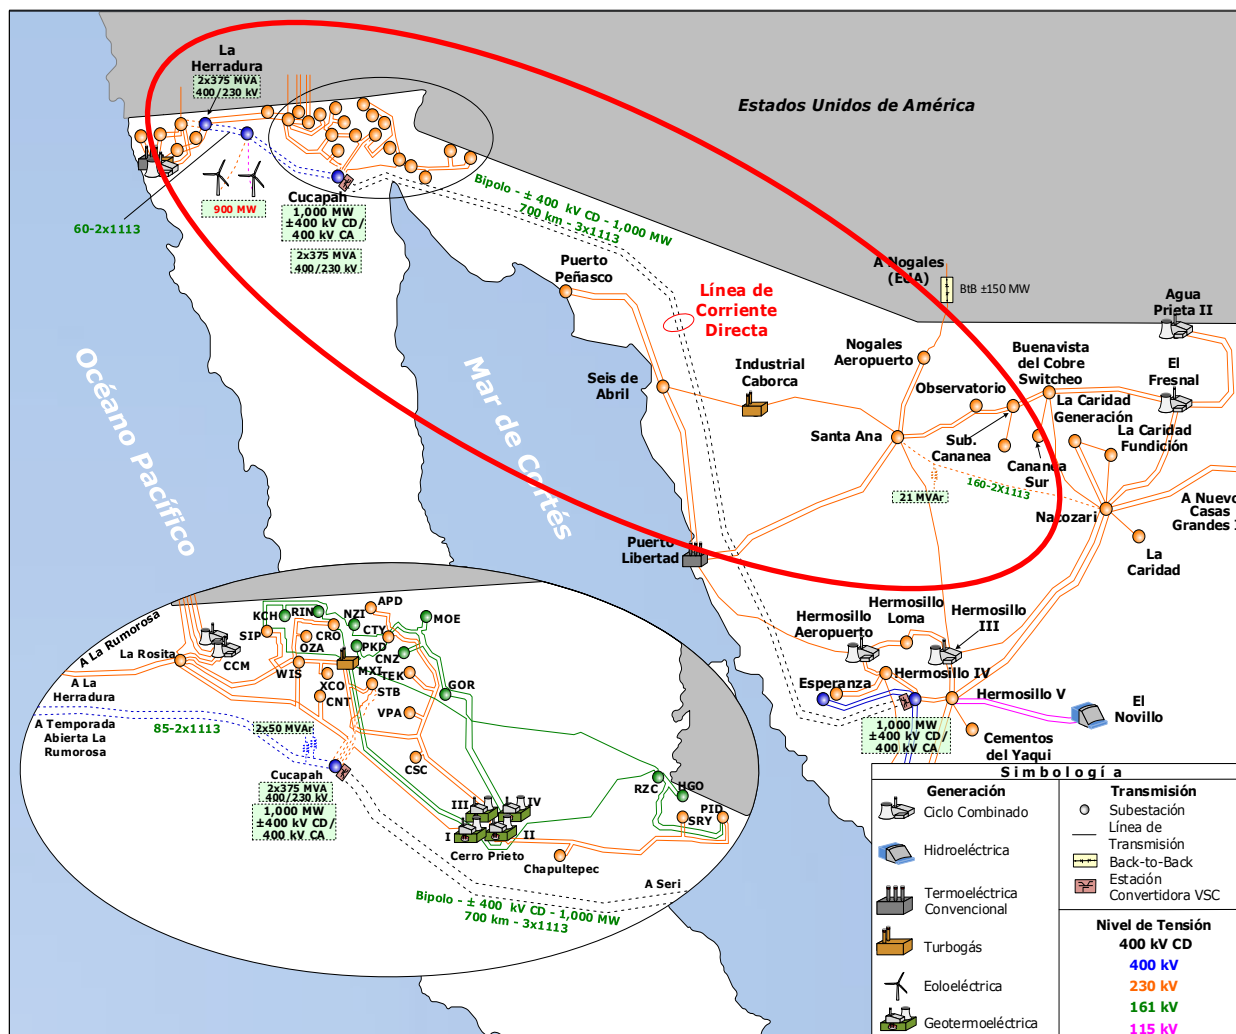 La
Herradura
2x375 MVA
400/230 kV
Estados Unidos de América
900 MW
60-2x1113
Cucapah
1,000 MW
±400 kV CD/
400 kV CA
2x375 MVA
400/230 kV
Bipolo - ± 400 kV CD - 1,000 MW
700 km - 3x1113
Puerto
Peñasco
Línea de
Corriente
Directa
A Nogales
(EUA)
BtB ±150 MW
Agua
Prieta II
Nogales
Aeropuerto
Buenavista
del Cobre
Switcheo
El
Fresnal
Industrial
Caborca
Seis de
Abril
Observatorio
La Caridad
Generación
La Caridad
Fundición
Santa Ana
Sub.
Cananea
Cananea
Sur
160-2x1113
21 MVAr
Nacozari
A Nuevo
Casas
Grandes I
La
Caridad
Océano Pacífico
Mar de Cortés
Puerto
Libertad
Hermosillo
Aeropuerto
Hermosillo
Loma
Hermosillo
III
Hermosillo IV
Esperanza
Hermosillo V
El
Novillo
1,000 MW
±400 kV CD/
400 kV CA
Cementos
del Yaqui
A La Rumorosa
KCH
RIN
NZI
APD
MOE
SIP
CRO
CTY
La Rosita
CCM
OZA
PKD
CNZ
WIS
MXI
TEK
A La
Herradura
XCO
STB
GOR
CNT
VPA
A Temporada
Abierta La
Rumorosa
85-2x1113
2x50 MVAr
CSC
Cucapah
2x375 MVA
400/230 kV
1,000 MW
±400 kV CD/
400 kV CA
RZC
HGO
PID
SRY
III
IV
I
II
Cerro Prieto
Chapultepec
A Seri
Bipolo - ± 400 kV CD - 1,000 MW
700 km - 3x1113
Simbología
Generación
Ciclo Combinado
Hidroeléctrica
Termoeléctrica
Convencional
Turbogás
Eoloeléctrica
Geotermoeléctrica
Transmisión
Subestación
Línea de
Transmisión
Back-to-Back
Estación
Convertidora VSC
Nivel de Tensión
400 kV CD
400 kV
230 kV
161 kV
115 kV